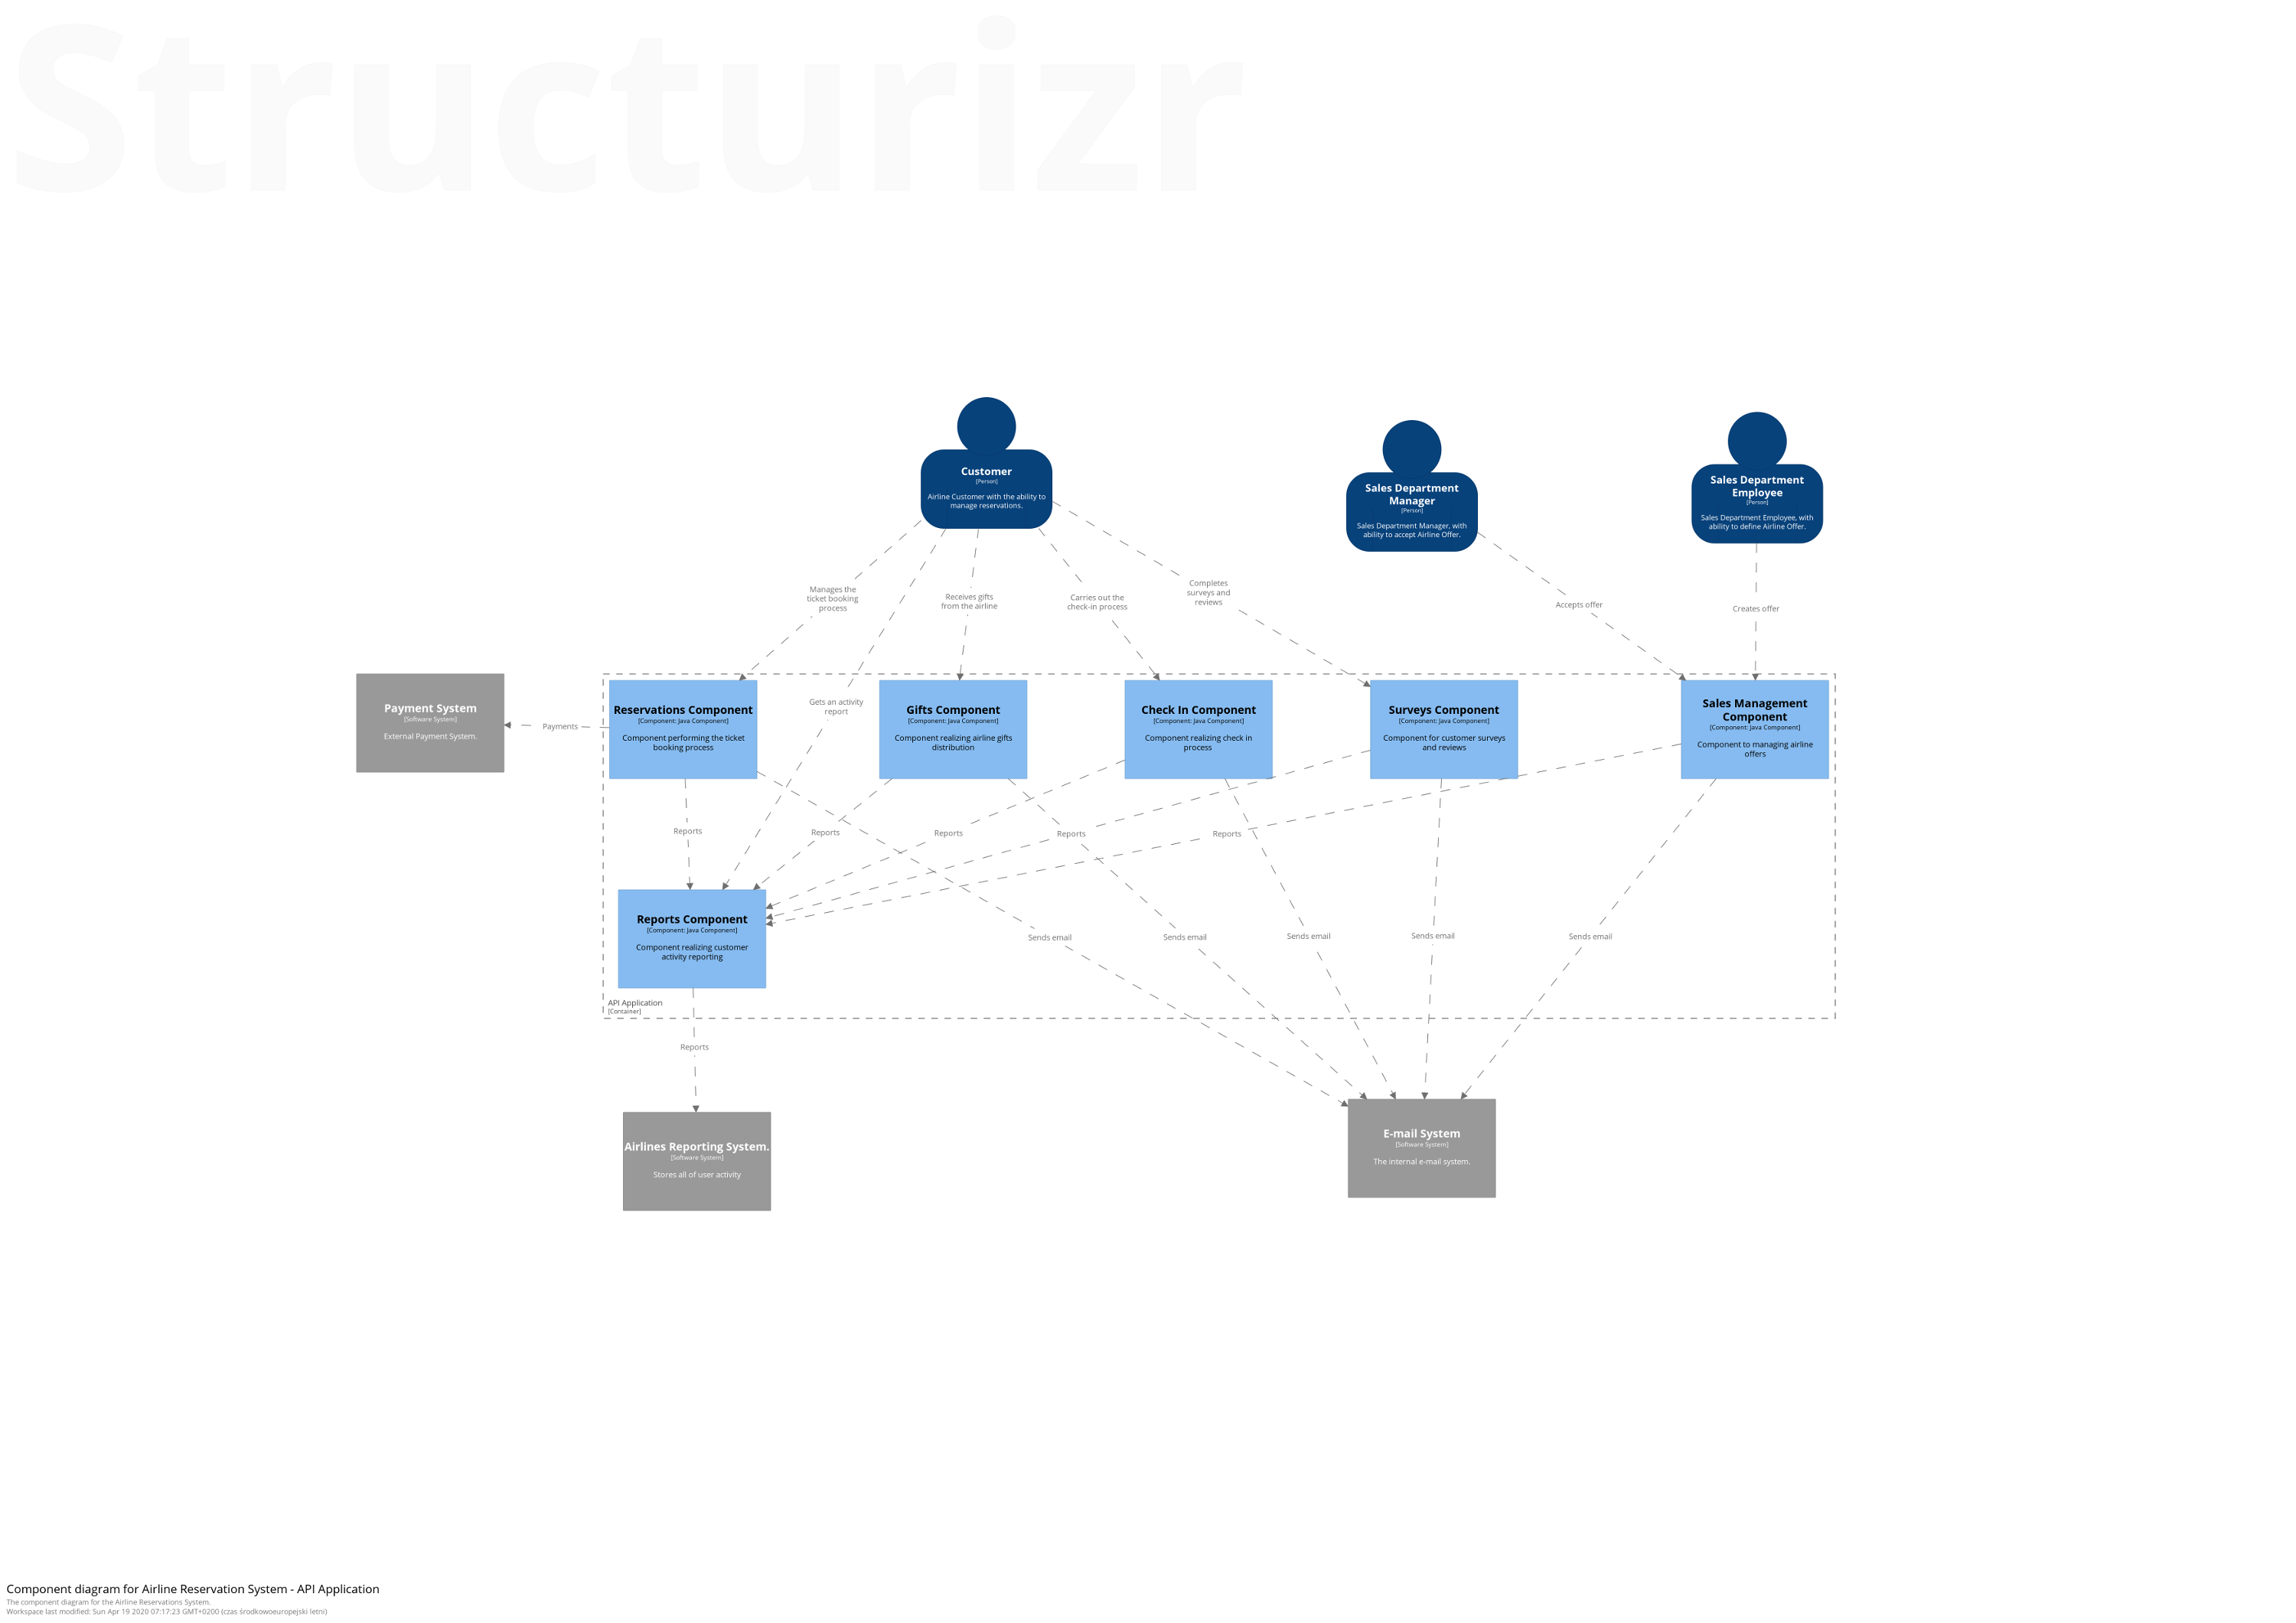 Structurizr
Customer
[Person]
Airline Customer with the ability to
manage reservations.
Sales Department
Manager
[Person]
Sales Department Manager, with
ability to accept Airline Offer.
Sales Department
Employee
[Person]
Sales Department Employee, with
ability to define Airline Offer.
Manages the
ticket booking
process
Receives gifts
from the airline
Carries out the
check-in process
Completes
surveys and
reviews
Accepts offer
Creates offer
Gets an activity
report
Payment System
[Software System]
External Payment System.
Payments
Reservations Component
[Component: Java Component]
Component performing the ticket
booking process
Gifts Component
[Component: Java Component]
Component realizing airline gifts
distribution
Check In Component
[Component: Java Component]
Component realizing check in
process
Surveys Component
[Component: Java Component]
Component for customer surveys
and reviews
Sales Management
Component
[Component: Java Component]
Component to managing airline
offers
Reports
Reports
Reports
Reports
Reports
Reports Component
[Component: Java Component]
Component realizing customer
activity reporting
Sends email
Sends email
Sends email
Sends email
Sends email
API Application
[Container]
Reports
Airlines Reporting System.
[Software System]
Stores all of user activity
E-mail System
[Software System]
The internal e-mail system.
Component diagram for Airline Reservation System - API Application
The component diagram for the Airline Reservations System.
Workspace last modified: Sun Apr 19 2020 07:17:23 GMT+0200 (czas środkowoeuropejski letni)